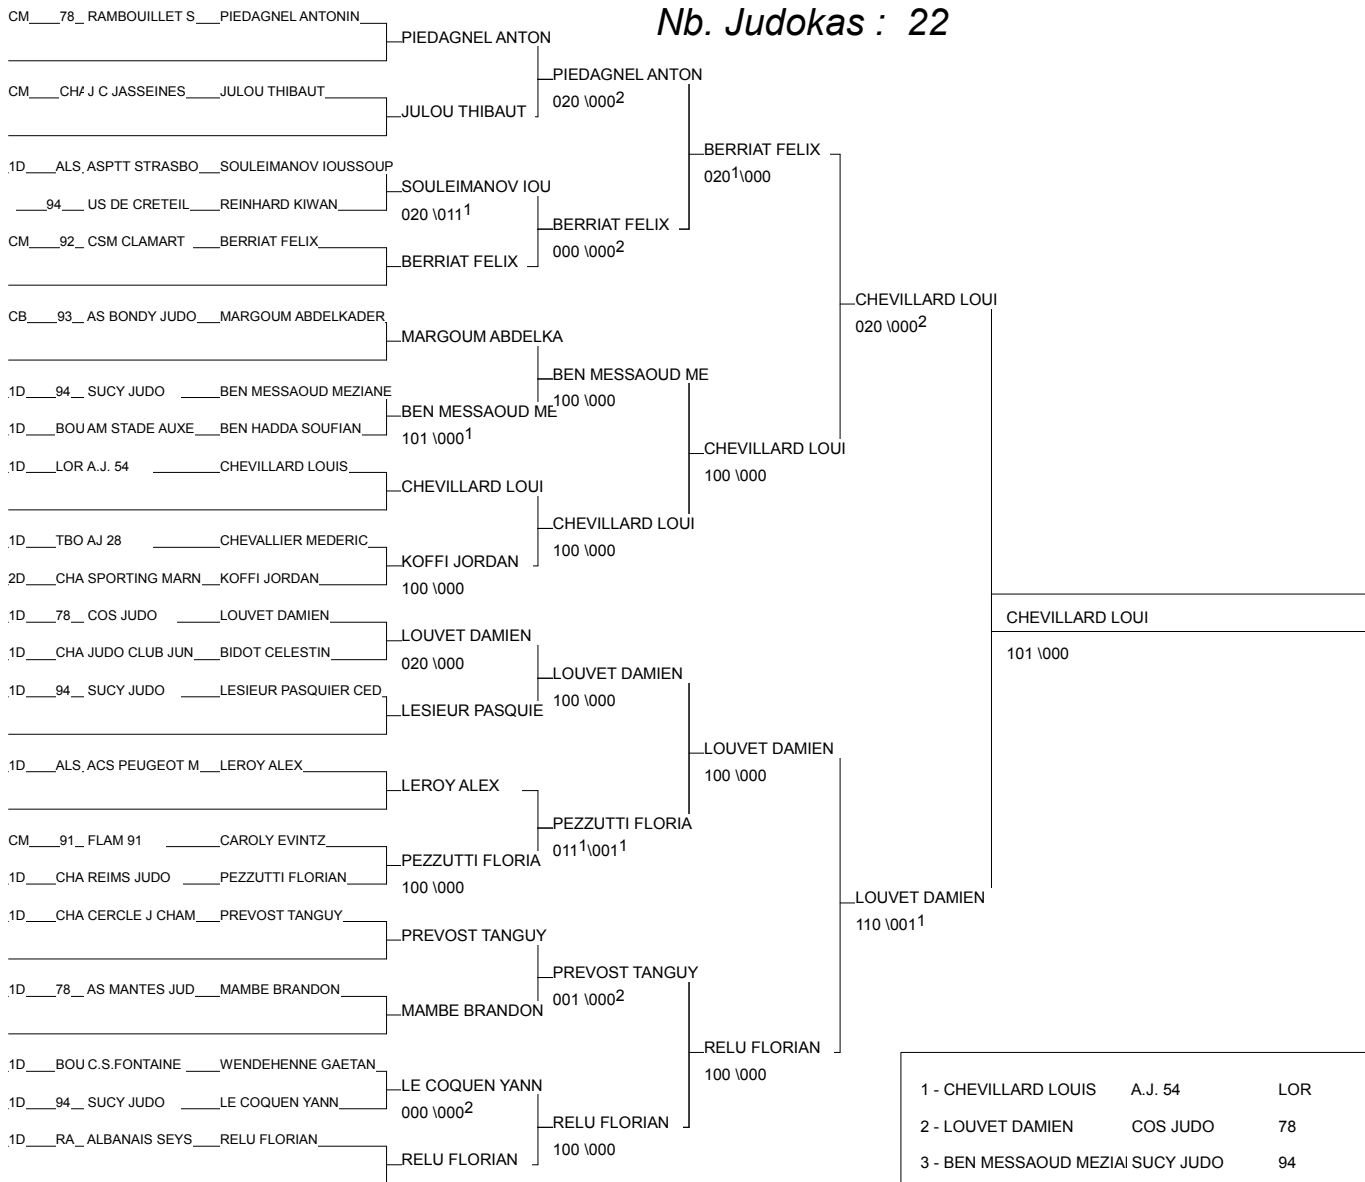 Nb. Judokas : 22
CM 78 RAMBOUILLET S PIEDAGNEL ANTONIN
PIEDAGNEL ANTON
PIEDAGNEL ANTON
020 \000 2
CM CHA J C JASSEINES JULOU THIBAUT
JULOU THIBAUT
BERRIAT FELIX
020 1 \000
1D ALS ASPTT STRASBO SOULEIMANOV IOUSSOUP
SOULEIMANOV IOU
020 \011 1
94 US DE CRETEIL REINHARD KIWAN
BERRIAT FELIX
000 \000 2
CM 92 CSM CLAMART BERRIAT FELIX
BERRIAT FELIX
CHEVILLARD LOUI
020 \000 2
CB 93 AS BONDY JUDO MARGOUM ABDELKADER
MARGOUM ABDELKA
BEN MESSAOUD ME
100 \000
1D 94 SUCY JUDO BEN MESSAOUD MEZIANE
BEN MESSAOUD ME
101 \000 1
1D BOU AM STADE AUXE BEN HADDA SOUFIAN
CHEVILLARD LOUI
100 \000
1D LOR A.J. 54 CHEVILLARD LOUIS
CHEVILLARD LOUI
CHEVILLARD LOUI
100 \000
1D TBO AJ 28 CHEVALLIER MEDERIC
KOFFI JORDAN
100 \000
2D CHA SPORTING MARN KOFFI JORDAN
1D 78 COS JUDO LOUVET DAMIEN
CHEVILLARD LOUI
101 \000
LOUVET DAMIEN
020 \000
1D CHA JUDO CLUB JUN BIDOT CELESTIN
LOUVET DAMIEN
100 \000
1D 94 SUCY JUDO LESIEUR PASQUIER CED
LESIEUR PASQUIE
LOUVET DAMIEN
100 \000
1D ALS ACS PEUGEOT M LEROY ALEX
LEROY ALEX
PEZZUTTI FLORIA
011 1 \001 1
CM 91 FLAM 91 CAROLY EVINTZ
PEZZUTTI FLORIA
100 \000
1D CHA REIMS JUDO PEZZUTTI FLORIAN
LOUVET DAMIEN
110 \001 1
1D CHA CERCLE J CHAM PREVOST TANGUY
PREVOST TANGUY
PREVOST TANGUY
001 \000 2
1D 78 AS MANTES JUD MAMBE BRANDON
MAMBE BRANDON
RELU FLORIAN
100 \000
1D BOU C.S.FONTAINE WENDEHENNE GAETAN
LE COQUEN YANN
000 \000 2
1D 94 SUCY JUDO LE COQUEN YANN
RELU FLORIAN
100 \000
1D RA ALBANAIS SEYS RELU FLORIAN
RELU FLORIAN
1 - CHEVILLARD LOUIS A.J. 54 LOR
2 - LOUVET DAMIEN COS JUDO 78
3 - BEN MESSAOUD MEZIA SUCY JUDO 94